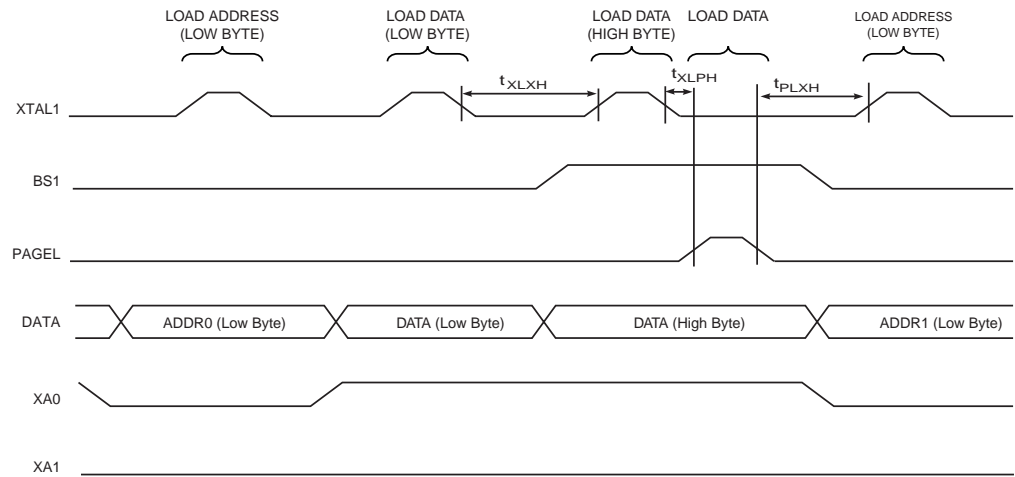 LOAD ADDRESS
(LOW BYTE)
LOAD DATA
(LOW BYTE)
LOAD DATA
(HIGH BYTE)
LOAD DATA
LOAD ADDRESS
(LOW BYTE)
tXLXH
tXLPH
tPLXH
XTAL1
BS1
PAGEL
DATA
ADDR0 (Low Byte)
DATA (Low Byte)
DATA (High Byte)
ADDR1 (Low Byte)
XA0
XA1